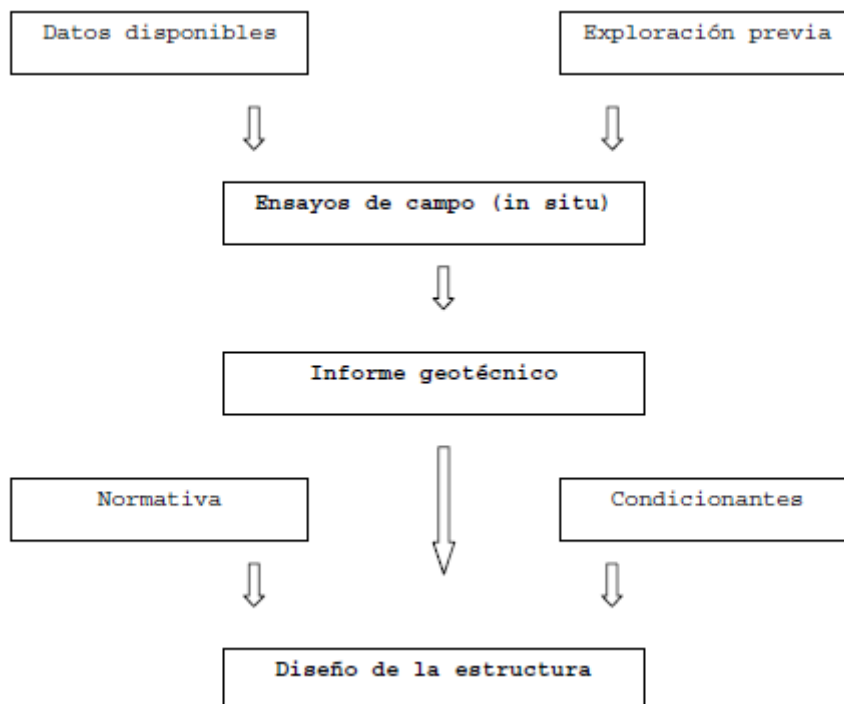 Datos disponibles
Exploración previa
Ensayos de campo (in situ)
Informe geotécnico
Normativa
Condicionantes
Diseño de la estructura